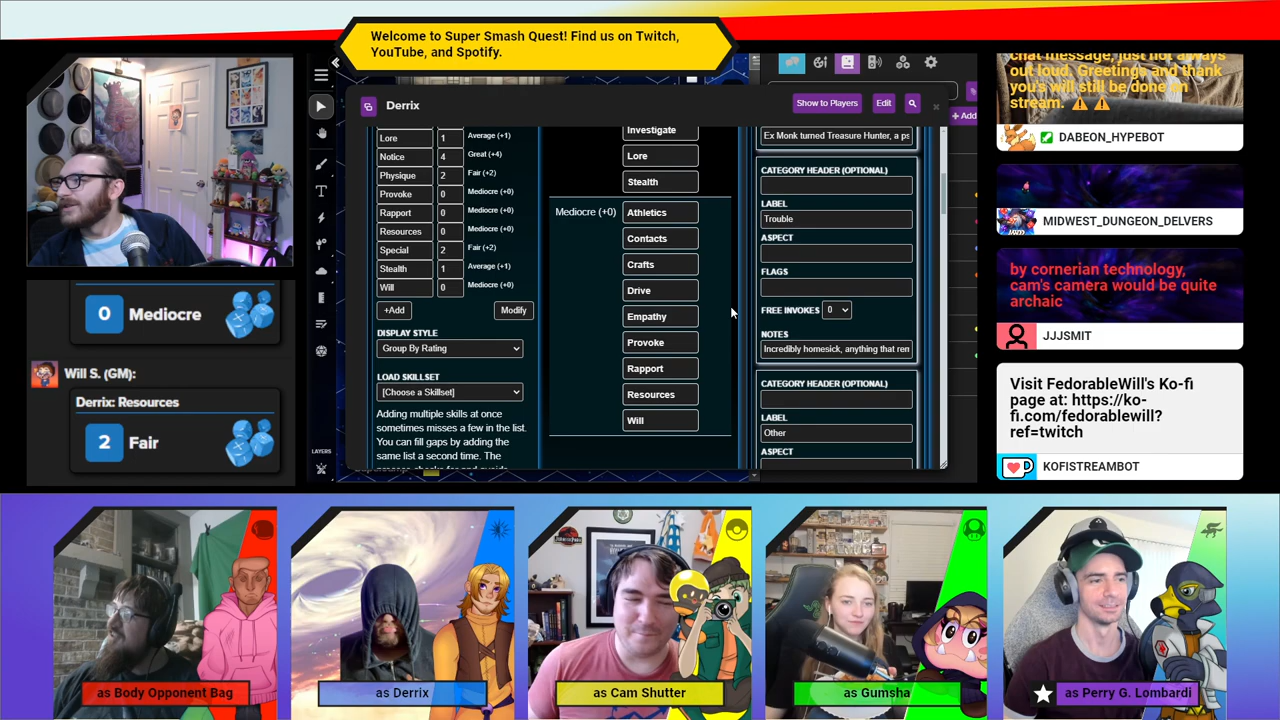 Welcome to Super Smash Quest! Find us on Twitch,
YouTube, and Spotify.
0 Mediocre
Will S. (GM):
Derrix: Resources
2 Fair
LAYERS
Derrix
Show to Players
Edit
+ Add
Lore 1 Average (+1)
Notice 4 Great (+4)
Physique 2 Fair (+2)
Provoke 0 Mediocre (+0)
Rapport 0 Mediocre (+0)
Resources 0 Mediocre (+0)
Special 2 Fair (+2)
Stealth 1 Average (+1)
Will 0 Mediocre (+0)
+Add
Modify
DISPLAY STYLE
Group By Rating
LOAD SKILLSET
[Choose a Skillset]
Adding multiple skills at once
sometimes misses a few in the list.
You can fill gaps by adding the
same list a second time. The
Investigate
Lore
Stealth
Mediocre (+0) Athletics
Contacts
Crafts
Drive
Empathy
Provoke
Rapport
Resources
Will
Ex Monk turned Treasure Hunter, a ps
CATEGORY HEADER (OPTIONAL)
LABEL
Trouble
ASPECT
FLAGS
FREE INVOKES 0
NOTES
Incredibly homesick, anything that rem
CATEGORY HEADER (OPTIONAL)
LABEL
Other
ASPECT
chat message, just not always
out loud. Greetings and thank
you's will still be done on
stream. ⚠️ ⚠️
DABEON_HYPEBOT
MIDWEST_DUNGEON_DELVERS
by cornerian technology,
cam's camera would be quite
archaic
JJJSMIT
Visit FedorableWill's Ko-fi
page at: https://ko-
fi.com/fedorablewill?
ref=twitch
KOFISTREAMBOT
as Body Opponent Bag
as Derrix
as Cam Shutter
as Gumsha
as Perry G. Lombardi